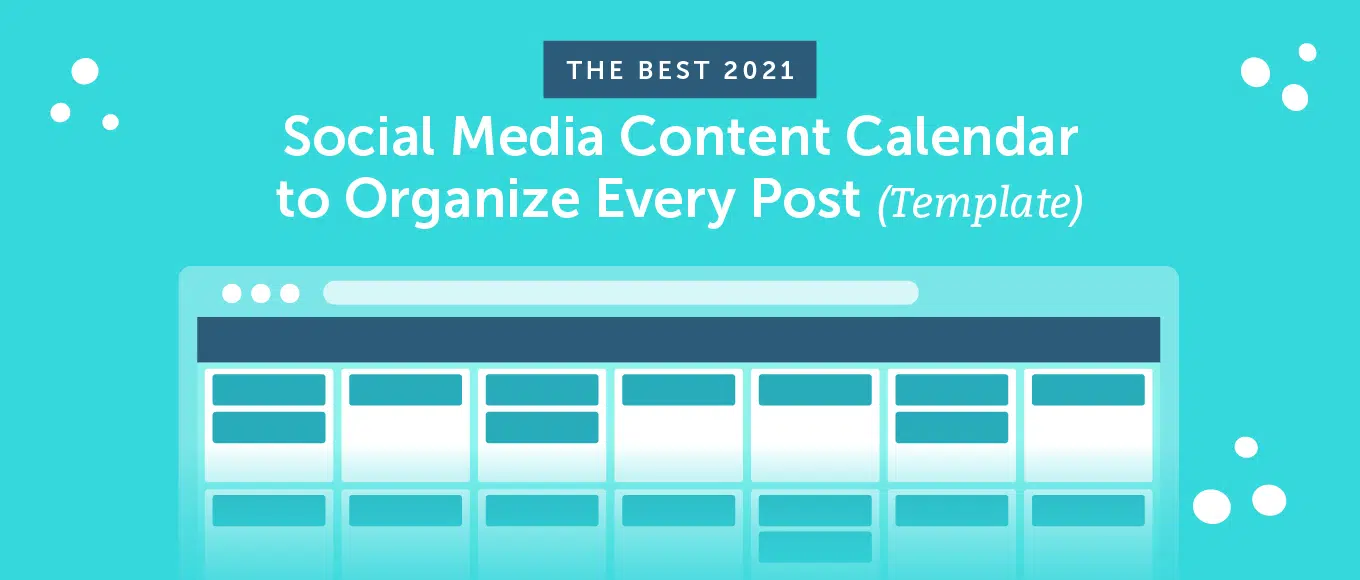 THE BEST 2021
Social Media Content Calendar
to Organize Every Post (Template)